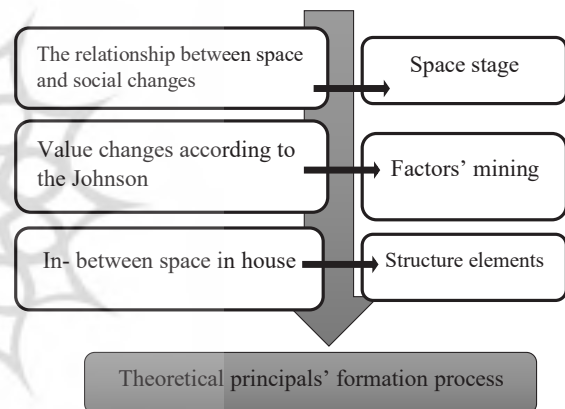 The relationship between space
and social changes
Space stage
Value changes according to
the Johnson
Factors’ mining
In- between space in house
Structure elements
Theoretical principals’ formation process